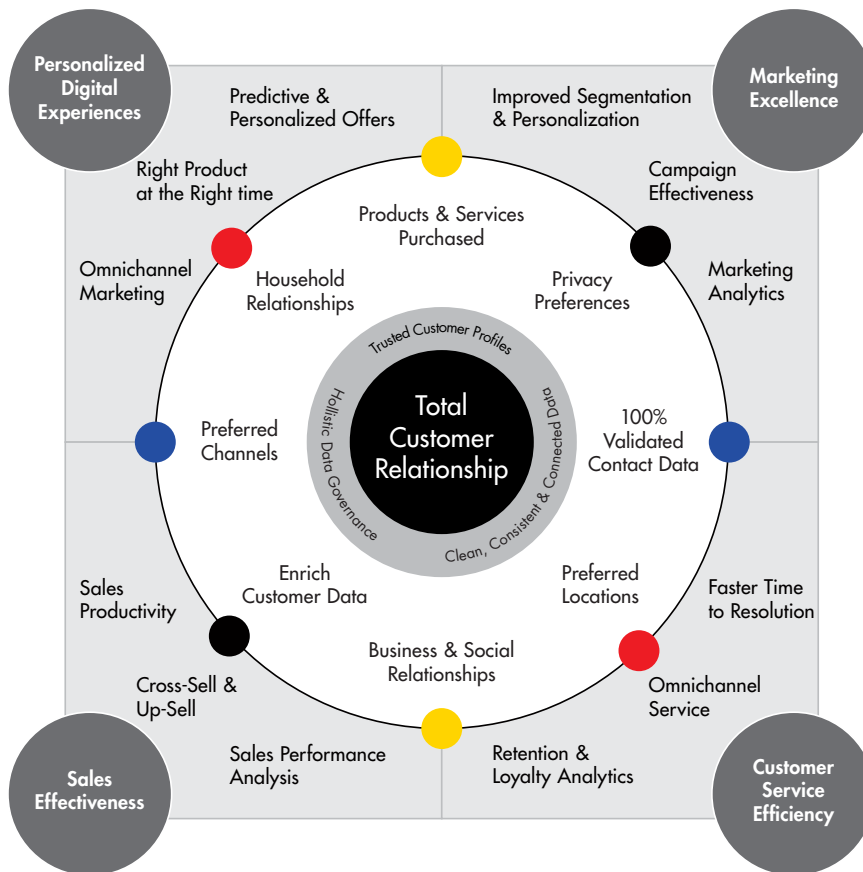 Personalized
Digital
Experiences
Marketing
Excellence
Predictive &
Personalized Offers
Improved Segmentation
& Personalization
Right Product
at the Right time
Campaign
Effectiveness
Omnichannel
Marketing
Marketing
Analytics
Products & Services
Purchased
Household
Relationships
Privacy
Preferences
Preferred
Channels
100%
Validated
Contact Data
Trusted Customer Profiles
Hollistic Data Governance
Clean, Consistent & Connected Data
Total
Customer
Relationship
Enrich
Customer Data
Preferred
Locations
Business & Social
Relationships
Sales
Productivity
Faster Time
to Resolution
Cross-Sell &
Up-Sell
Omnichannel
Service
Sales Performance
Analysis
Retention &
Loyalty Analytics
Sales
Effectiveness
Customer
Service
Efficiency